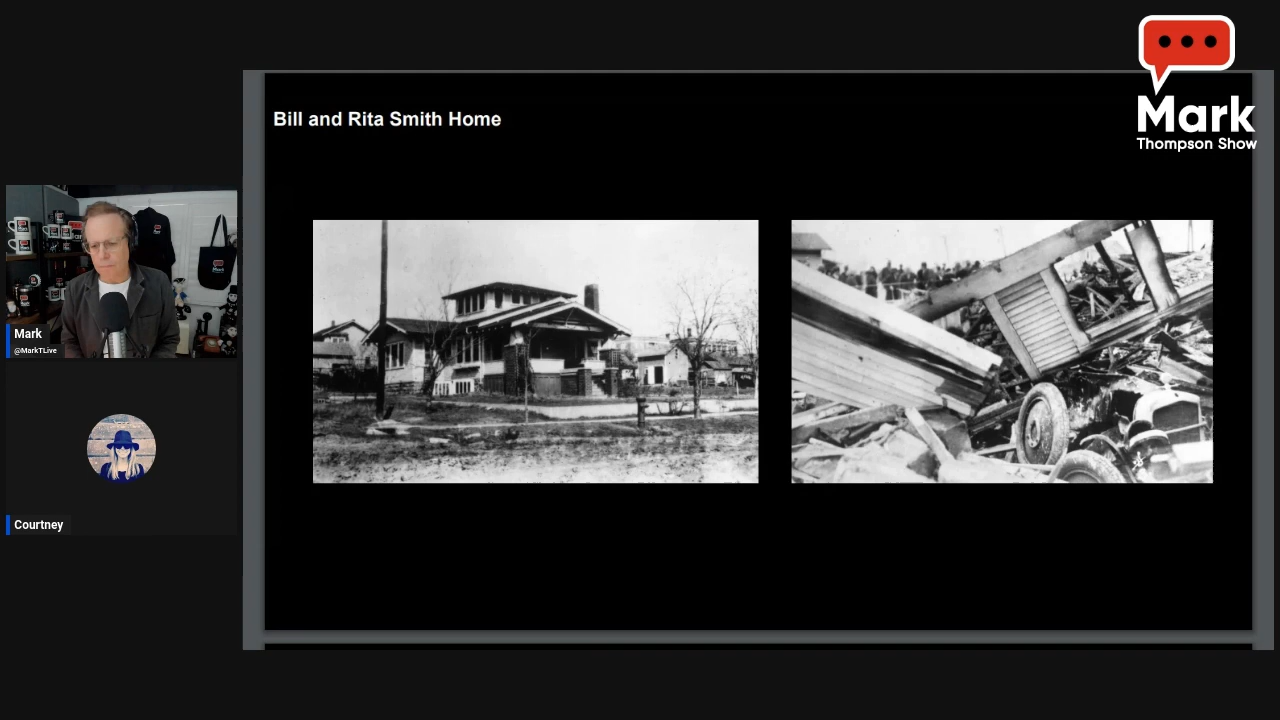 Mark
Thompson Show
Bill and Rita Smith Home
Mark
@MarkTLive
Courtney